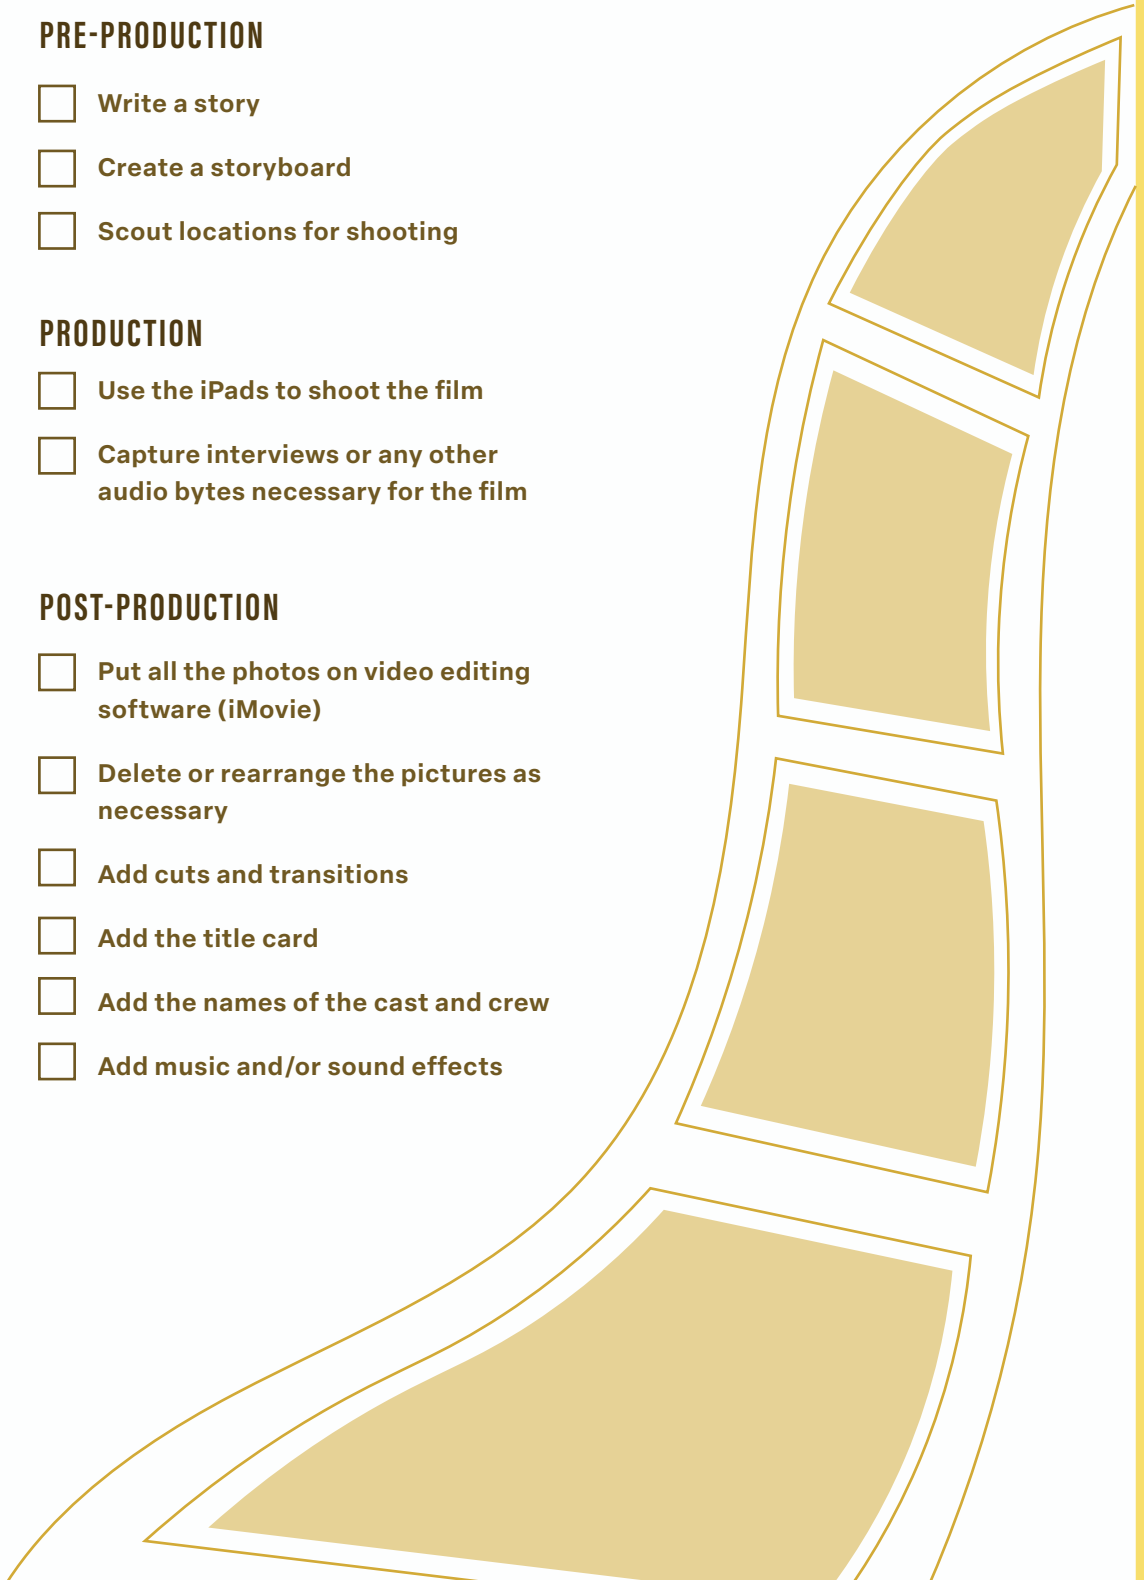 PRE-PRODUCTION
Write a story
Create a storyboard
Scout locations for shooting
PRODUCTION
Use the iPads to shoot the film
Capture interviews or any other
audio bytes necessary for the film
POST-PRODUCTION
Put all the photos on video editing
software (iMovie)
Delete or rearrange the pictures as
necessary
Add cuts and transitions
Add the title card
Add the names of the cast and crew
Add music and/or sound effects